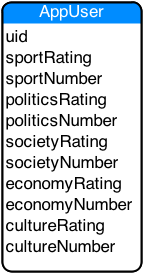 AppUser
uid
sportRating
sportNumber
politicsRating
politicsNumber
societyRating
societyNumber
economyRating
economyNumber
cultureRating
cultureNumber